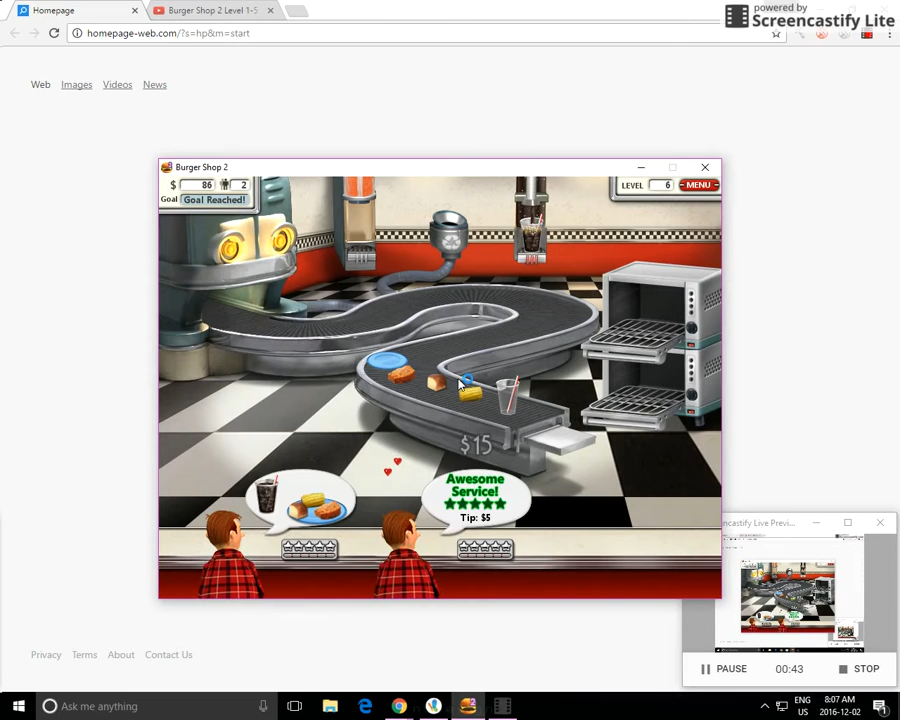 Homepage
Burger Shop 2 Level 1-5
powered by
Screencastify Lite
homepage-web.com/?s=hp&m=start
Web Images Videos News
Burger Shop 2
$ 86 2
Goal Goal Reached!
LEVEL 6 MENU
$15
Awesome
Service!
Tip: $5
ncastify Live Previ...
PAUSE 00:43 STOP
Privacy Terms About Contact Us
Ask me anything
ENG
US
8:07 AM
2016-12-02
1